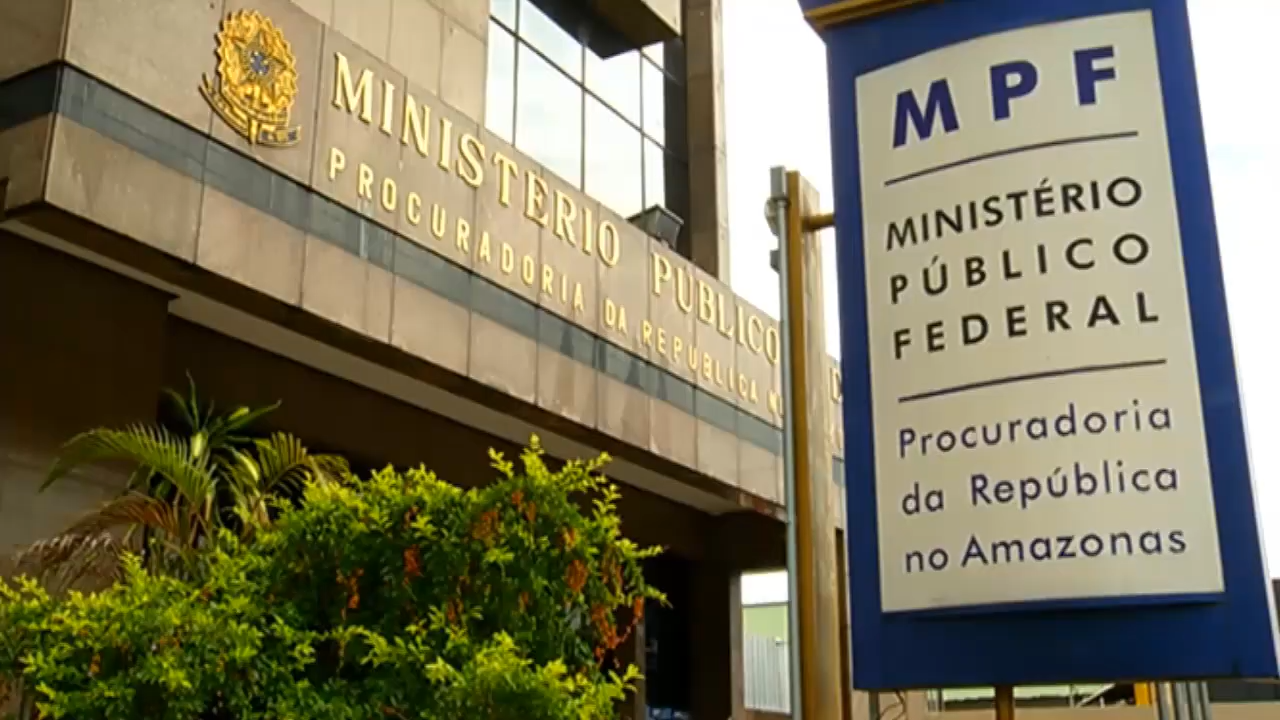 MINISTÉRIO PÚBLICO
PROCURADORIA DA REPÚBLICA
MPF
MINISTÉRIO
PÚBLICO
FEDERAL
Procuradoria
da República
no Amazonas